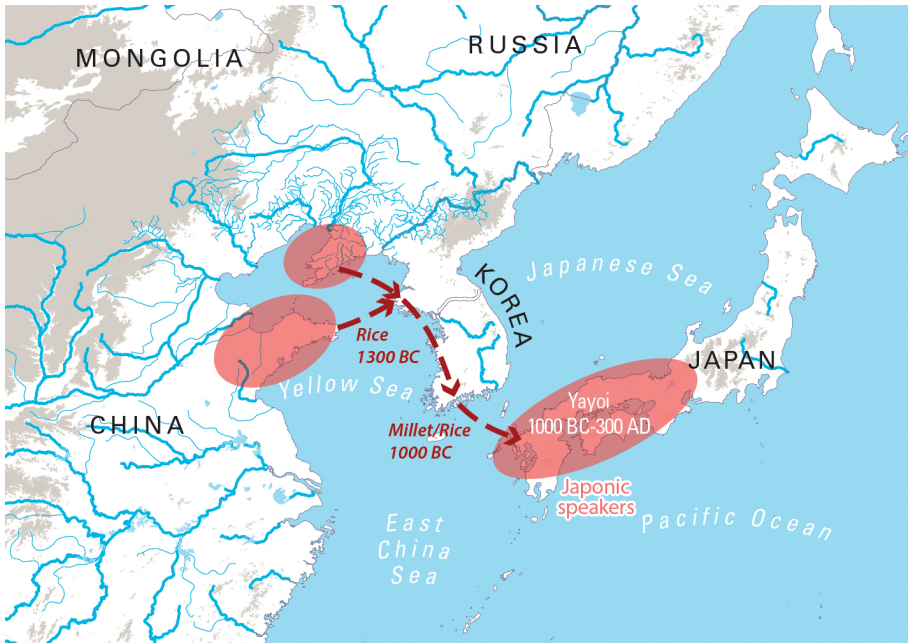 MONGOLIA
RUSSIA
KOREA
Japanese Sea
JAPAN
Rice
1300 BC
Yellow Sea
CHINA
Millet/Rice
1000 BC
Yayoi
1000 BC-300 AD
Japonic
speakers
East
China
Sea
Pacific Ocean